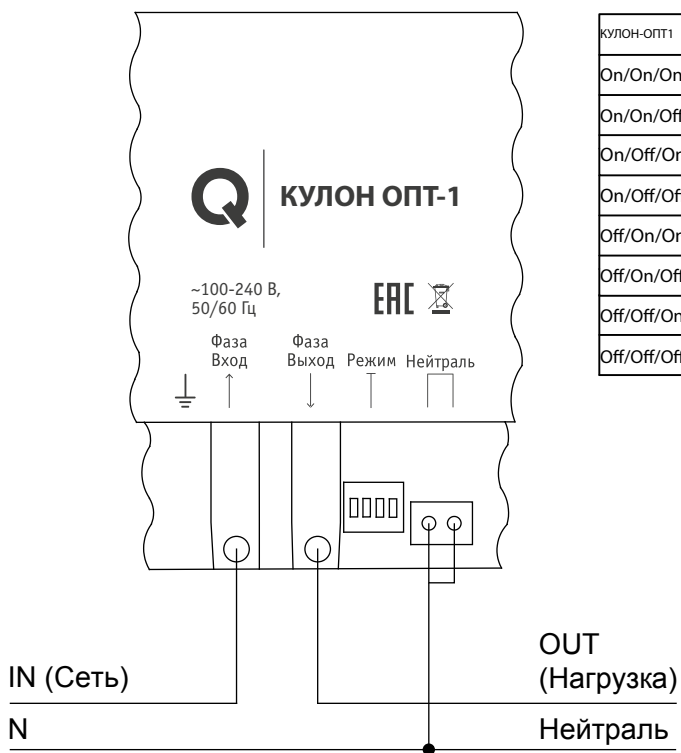 КУЛОН-ОПТ1
On/On/On
On/On/Off
On/Off/On
On/Off/Off
Off/On/On
Off/On/Off
Off/Off/On
Off/Off/Off
КУЛОН ОПТ-1
~100-240 В,
50/60 Гц
EAC
Фаза Вход
Фаза Выход
Режим
Нейтраль
IN (Сеть)
OUT
(Нагрузка)
N
Нейтраль